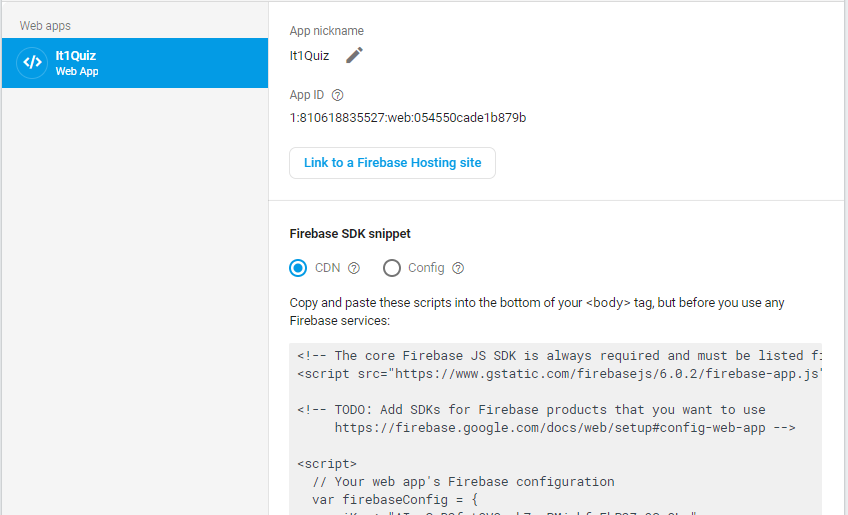 Web apps
It1Quiz
Web App
App nickname
It1Quiz
App ID
1:810618835527:web:054550cade1b879b
Link to a Firebase Hosting site
Firebase SDK snippet
CDN
Config
Copy and paste these scripts into the bottom of your <body> tag, but before you use any
Firebase services:
<!-- The core Firebase JS SDK is always required and must be listed
<script src="https://www.gstatic.com/firebasejs/6.0.2/firebase-app.js"
<!-- TODO: Add SDKs for Firebase products that you want to use
https://firebase.google.com/docs/web/setup#config-web-app -->
<script>
// Your web app's Firebase configuration
var firebaseConfig = {